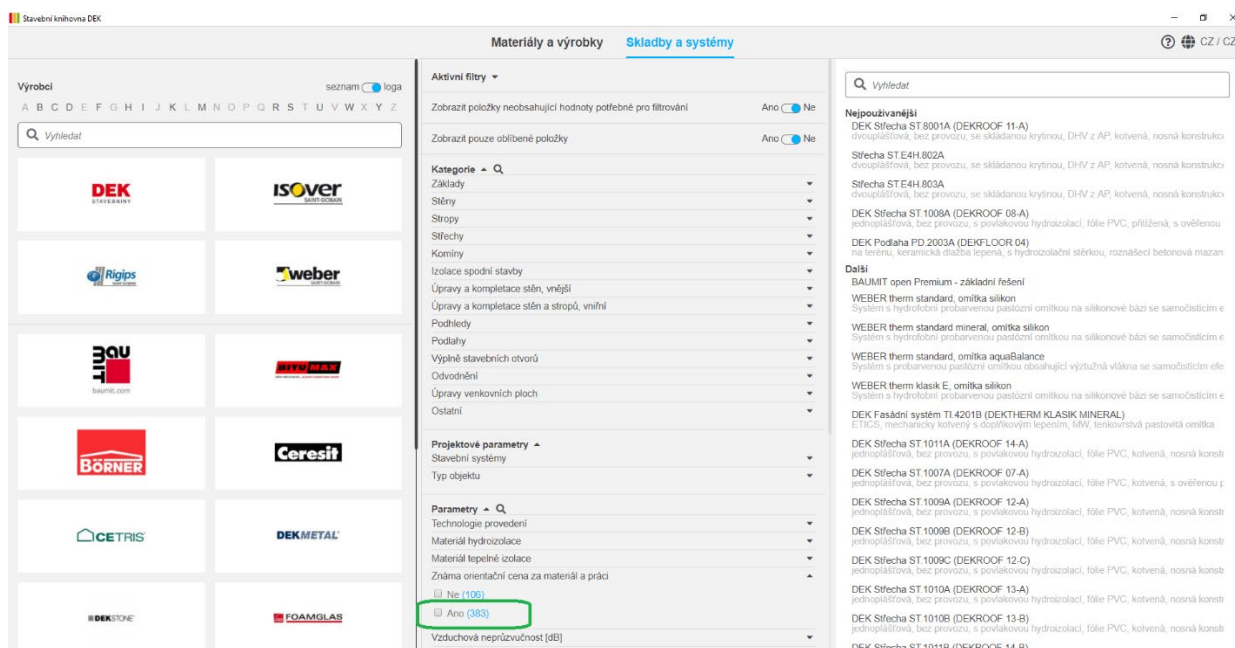 Stavební knihovna DEK
Materiály a výrobky Skladby a systémy
CZ / CZ
Výrobci seznam loga
A B C D E F G H I J K L M N O P Q R S T U V W X Y Z
Vyhledat
DEK
STAVEBNINY
isover
SAINT-GOBAIN
Rigips
SAINT-GOBAIN
weber
SAINT-GOBAIN
BAUMIT
baumit.com
BITUMAX
BÖRNER
Ceresit
CETRIS
DEKMETAL
DEKSTONE
FOAMGLAS
Aktivní filtry
Zobrazit položky neobsahující hodnoty potřebné pro filtrování Ano Ne
Zobrazit pouze oblíbené položky Ano Ne
Kategorie
Základy
Stěny
Stropy
Střechy
Komíny
Izolace spodní stavby
Úpravy a kompletace stěn, vnější
Úpravy a kompletace stěn a stropů, vnitřní
Podhledy
Podlahy
Výplně stavebních otvorů
Odvodnění
Úpravy venkovních ploch
Ostatní
Projektové parametry
Stavební systémy
Typ objektu
Parametry
Technologie provedení
Materiál hydroizolace
Materiál tepelné izolace
Známa orientační cena za materiál a práci
Ne (106)
Ano (383)
Vzduchová neprůzvučnost [dB]
Vyhledat
Nejpoužívanější
DEK Střecha ST.8001A (DEKROOF 11-A)
dvouplášťová, bez provozu, se skládanou krytinou, DHV z AP, kotvená, nosná konstrukc
Střecha ST.E4H.802A
dvouplášťová, bez provozu, se skládanou krytinou, DHV z AP, kotvená, nosná konstrukc
Střecha ST.E4H.803A
dvouplášťová, bez provozu, se skládanou krytinou, DHV z AP, kotvená, nosná konstrukc
DEK Střecha ST.1008A (DEKROOF 08-A)
jednoplášťová, bez provozu, s povlakovou hydroizolací, fólie PVC, přitížená, s ověřenou
DEK Podlaha PD.2003A (DEKFLOOR 04)
na terénu, keramická dlažba lepená, s hydroizolační stěrkou, roznášecí betonová mazan
Další
BAUMIT open Premium - základní řešení
WEBER therm standard, omítka silikon
Systém s hydrofobní probarvenou pastózní omítkou na silikonové bázi se samočisticím e
WEBER therm standard mineral, omítka silikon
Systém s hydrofobní probarvenou pastózní omítkou na silikonové bázi se samočisticím e
WEBER therm standard, omítka aquaBalance
Systém s probarvenou pastózní omítkou obsahující výztužná vlákna se samočisticím efe
WEBER therm klasik E, omítka silikon
Systém s hydrofobní probarvenou pastózní omítkou na silikonové bázi se samočisticím e
DEK Fasádní systém TI.4201B (DEKTHERM KLASIK MINERAL)
ETICS, mechanicky kotvený s doplňkovým lepením, MW, tenkovrstvá pastovitá omítka
DEK Střecha ST.1011A (DEKROOF 14-A)
jednoplášťová, bez provozu, s povlakovou hydroizolací, fólie PVC, kotvená, nosná konstr
DEK Střecha ST.1007A (DEKROOF 07-A)
jednoplášťová, bez provozu, s povlakovou hydroizolací, fólie PVC, kotvená, s ověřenou p
DEK Střecha ST.1009A (DEKROOF 12-A)
jednoplášťová, bez provozu, s povlakovou hydroizolací, fólie PVC, kotvená, nosná konstr
DEK Střecha ST.1009B (DEKROOF 12-B)
jednoplášťová, bez provozu, s povlakovou hydroizolací, fólie PVC, kotvená, nosná konstr
DEK Střecha ST.1009C (DEKROOF 12-C)
jednoplášťová, bez provozu, s povlakovou hydroizolací, fólie PVC, kotvená, nosná konstr
DEK Střecha ST.1010A (DEKROOF 13-A)
jednoplášťová, bez provozu, s povlakovou hydroizolací, fólie PVC, kotvená, nosná konstr
DEK Střecha ST.1010B (DEKROOF 13-B)
jednoplášťová, bez provozu, s povlakovou hydroizolací, fólie PVC, kotvená, nosná konstr
DEK Střecha ST.1011B (DEKROOF 14-B)